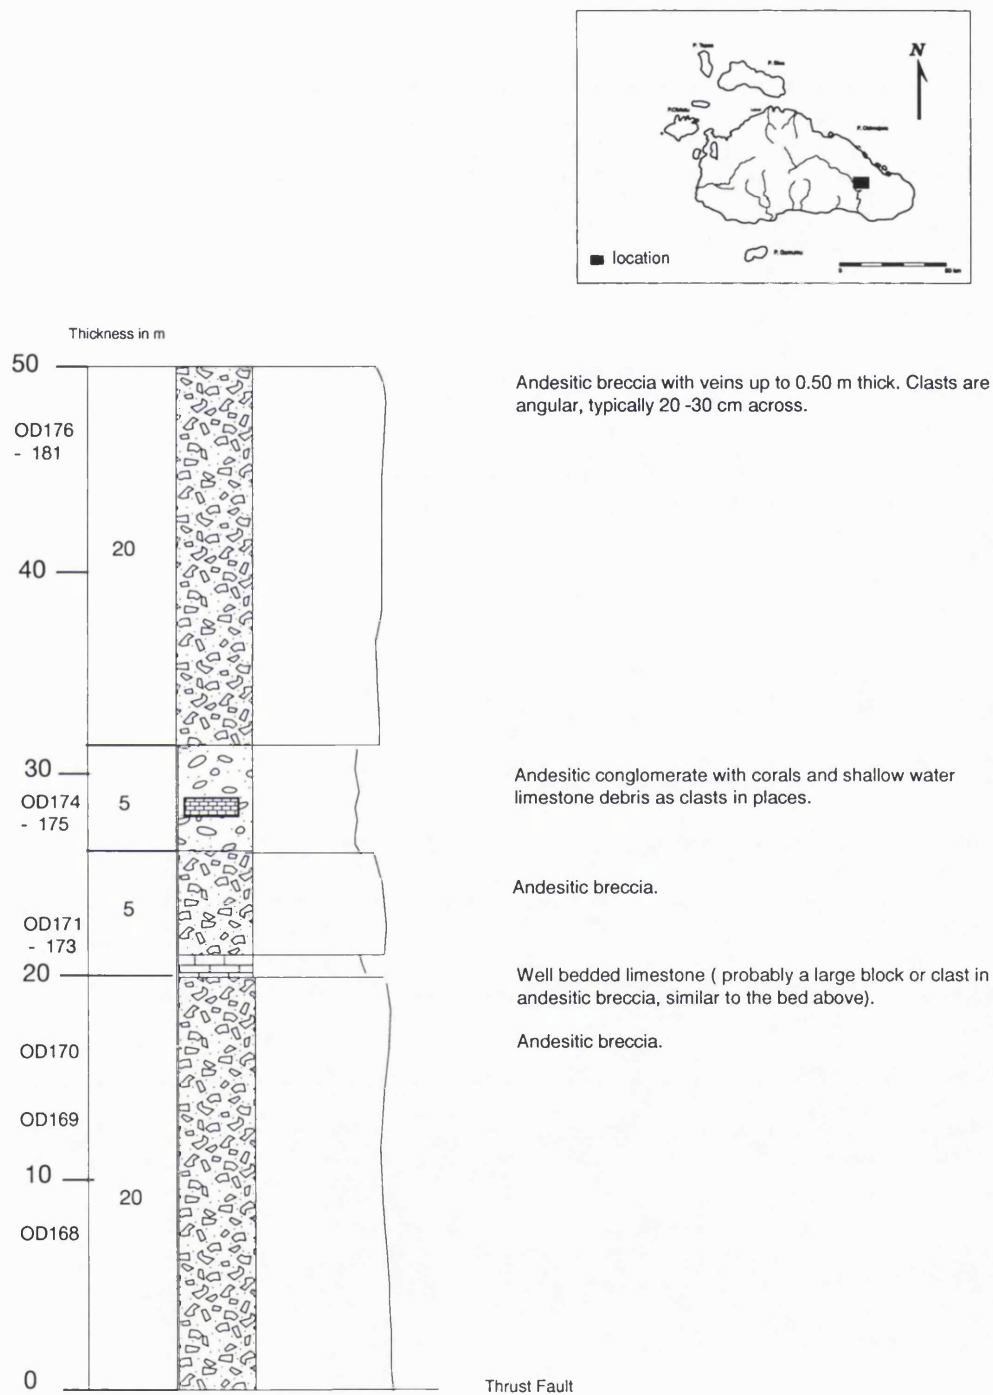 N
location
Thickness in m
50
Andesitic breccia with veins up to 0.50 m thick. Clasts are
angular, typically 20 -30 cm across.
OD176
- 181
20
40
30
Andesitic conglomerate with corals and shallow water
limestone debris as clasts in places.
OD174
- 175
5
Andesitic breccia.
5
OD171
- 173
20
Well bedded limestone ( probably a large block or clast in
andesitic breccia, similar to the bed above).
Andesitic breccia.
OD170
OD169
10
20
OD168
0
Thrust Fault